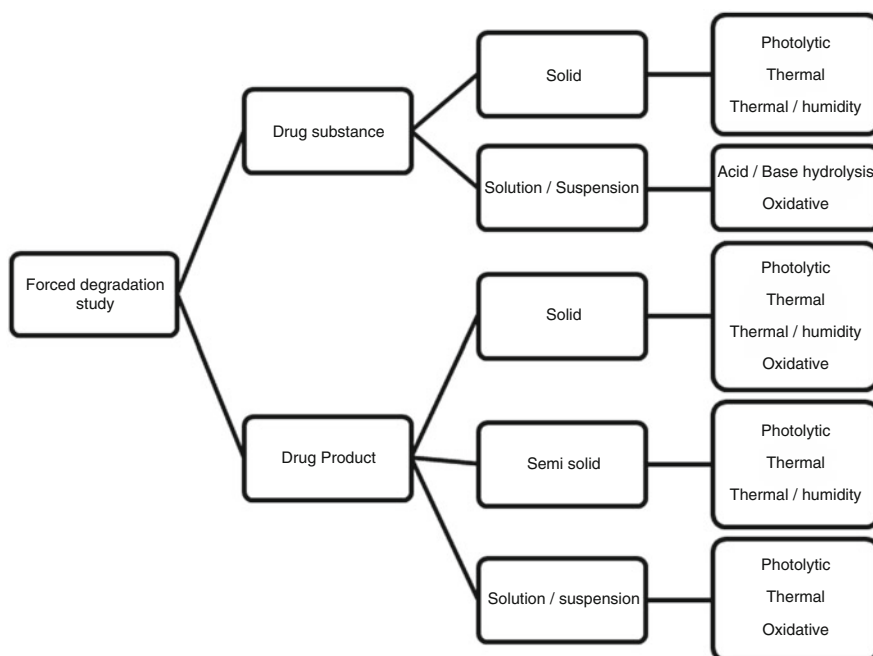 Forced degradation
study
Drug substance
Solid
Photolytic
Thermal
Thermal / humidity
Solution / Suspension
Acid / Base hydrolysis
Oxidative
Drug Product
Solid
Photolytic
Thermal
Thermal / humidity
Oxidative
Semi solid
Photolytic
Thermal
Thermal / humidity
Solution / suspension
Photolytic
Thermal
Oxidative